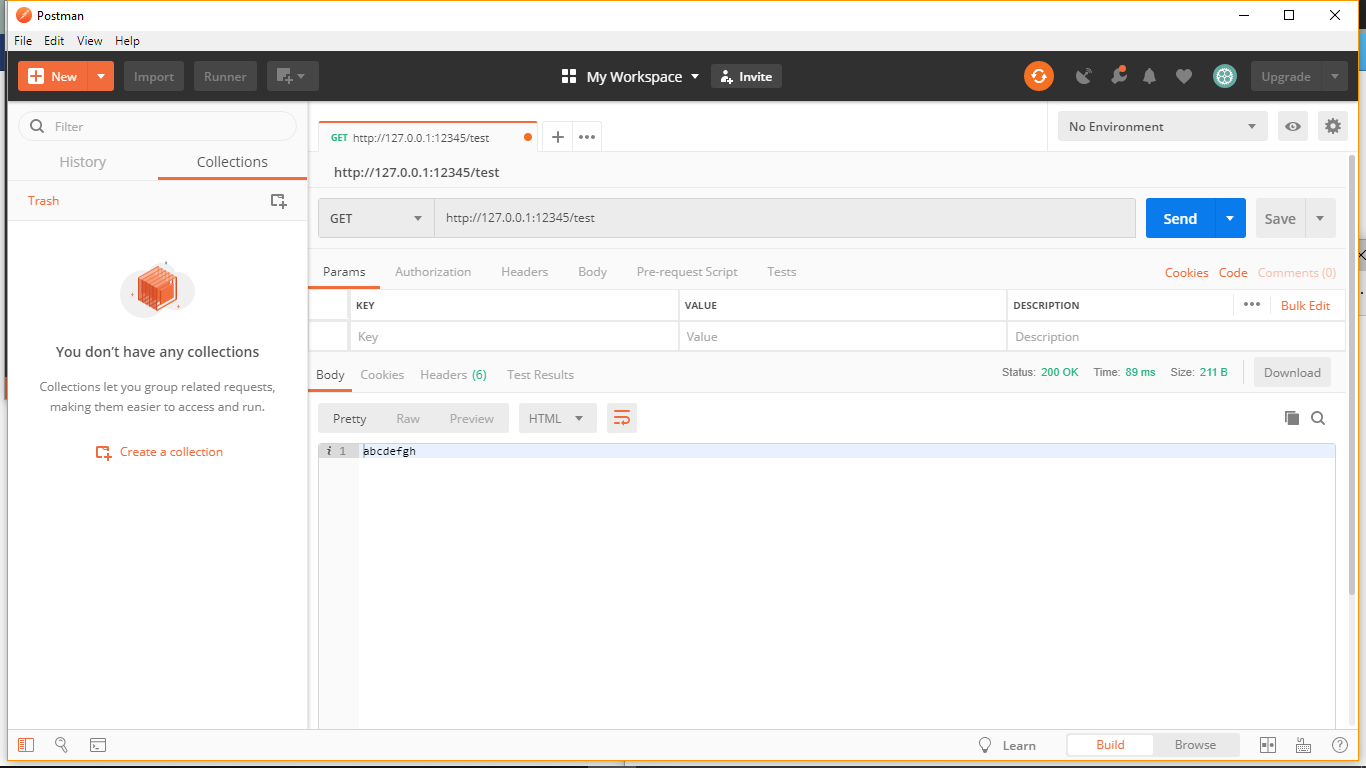 Postman
File Edit View Help
New Import Runner My Workspace Invite Upgrade
Filter
History Collections
Trash
You don't have any collections
Collections let you group related requests,
making them easier to access and run.
Create a collection
GET http://127.0.0.1:12345/test
No Environment
http://127.0.0.1:12345/test
GET http://127.0.0.1:12345/test Send Save
Params Authorization Headers Body Pre-request Script Tests Cookies Code Comments (0)
KEY VALUE DESCRIPTION Bulk Edit
Key Value Description
Body Cookies Headers (6) Test Results Status: 200 OK Time: 89 ms Size: 211 B Download
Pretty Raw Preview HTML
i 1 abcdefgh
Learn Build Browse